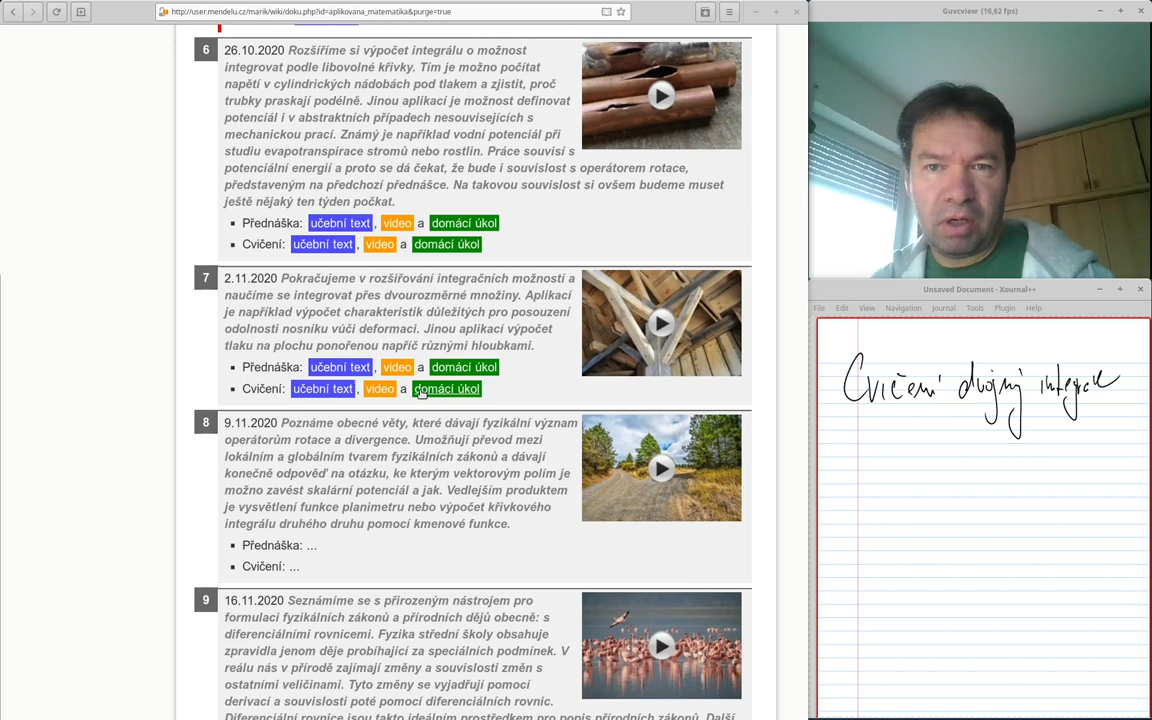 http://user.mendelu.cz/marik/wiki/doku.php?id=aplikovana_matematika&purge=true
6
26.10.2020 Rozšíříme si výpočet integrálu o možnost
integrovat podle libovolné křivky. Tím je možno počítat
napětí v cylindrických nádobách pod tlakem a zjistit, proč
trubky praskají podélně. Jinou aplikací je možnost definovat
potenciál i v abstraktních případech nesouvisejících s
mechanickou prací. Známý je například vodní potenciál při
studiu evapotranspirace stromů nebo rostlin. Práce souvisí s
potenciální energií a proto se dá čekat, že bude i souvislost s operátorem rotace,
představeným na předchozí přednášce. Na takovou souvislost si ovšem budeme muset
ještě nějaký ten týden počkat.
Přednáška: učební text, video a domácí úkol
Cvičení: učební text, video a domácí úkol
7
2.11.2020 Pokračujeme v rozšiřování integračních možností a
naučíme se integrovat přes dvourozměrné množiny. Aplikací
je například výpočet charakteristik důležitých pro posouzení
odolnosti nosníku vůči deformaci. Jinou aplikací výpočet
tlaku na plochu ponořenou napříč různými hloubkami.
Přednáška: učební text, video a domácí úkol
Cvičení: učební text, video a domácí úkol
8
9.11.2020 Poznáme obecné věty, které dávají fyzikální význam
operátorům rotace a divergence. Umožňují převod mezi
lokálním a globálním tvarem fyzikálních zákonů a dávají
konečně odpověď na otázku, ke kterým vektorovým polím je
možno zavést skalární potenciál a jak. Vedlejším produktem
je vysvětlení funkce planimetru nebo výpočet křivkového
integrálu druhého druhu pomocí kmenové funkce.
Přednáška: ...
Cvičení: ...
9
16.11.2020 Seznámíme se s přirozeným nástrojem pro
formulaci fyzikálních zákonů a přírodních dějů obecně: s
diferenciálními rovnicemi. Fyzika střední školy obsahuje
zpravidla jenom děje probíhající za speciálních podmínek. V
reálu nás v přírodě zajímají změny a souvislosti změn s
ostatními veličinami. Tyto změny se vyjadřují pomocí
derivací a souvislosti poté pomocí diferenciálních rovnic.
Diferenciální rovnice jsou takto ideálním prostředkem pro popis přírodních zákonů. Další
Guvcview (16,62 fps)
Unsaved Document - Xournal++
File Edit View Navigation Journal Tools Plugin Help
Cvičení dvojný integrál